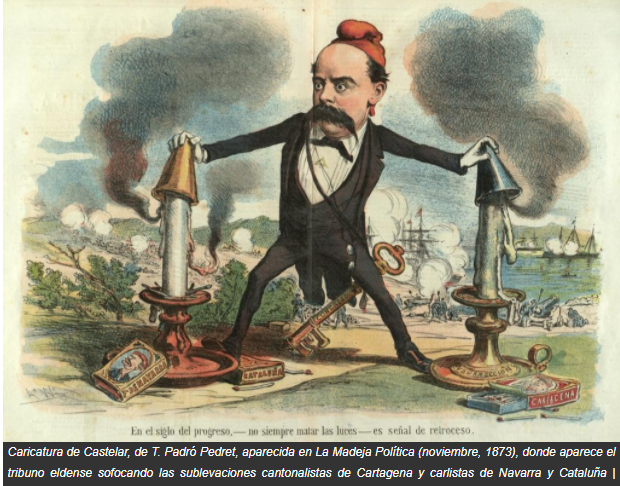 CATALUÑA
CARTAGENA
En el siglo del progreso,— no siempre matar las luces— es señal de retroceso.
Caricatura de Castelar, de T. Padró Pedret, aparecida en La Madeja Política (noviembre, 1873), donde aparece el
tribuno eldense sofocando las sublevaciones cantonalistas de Cartagena y carlistas de Navarra y Cataluña |